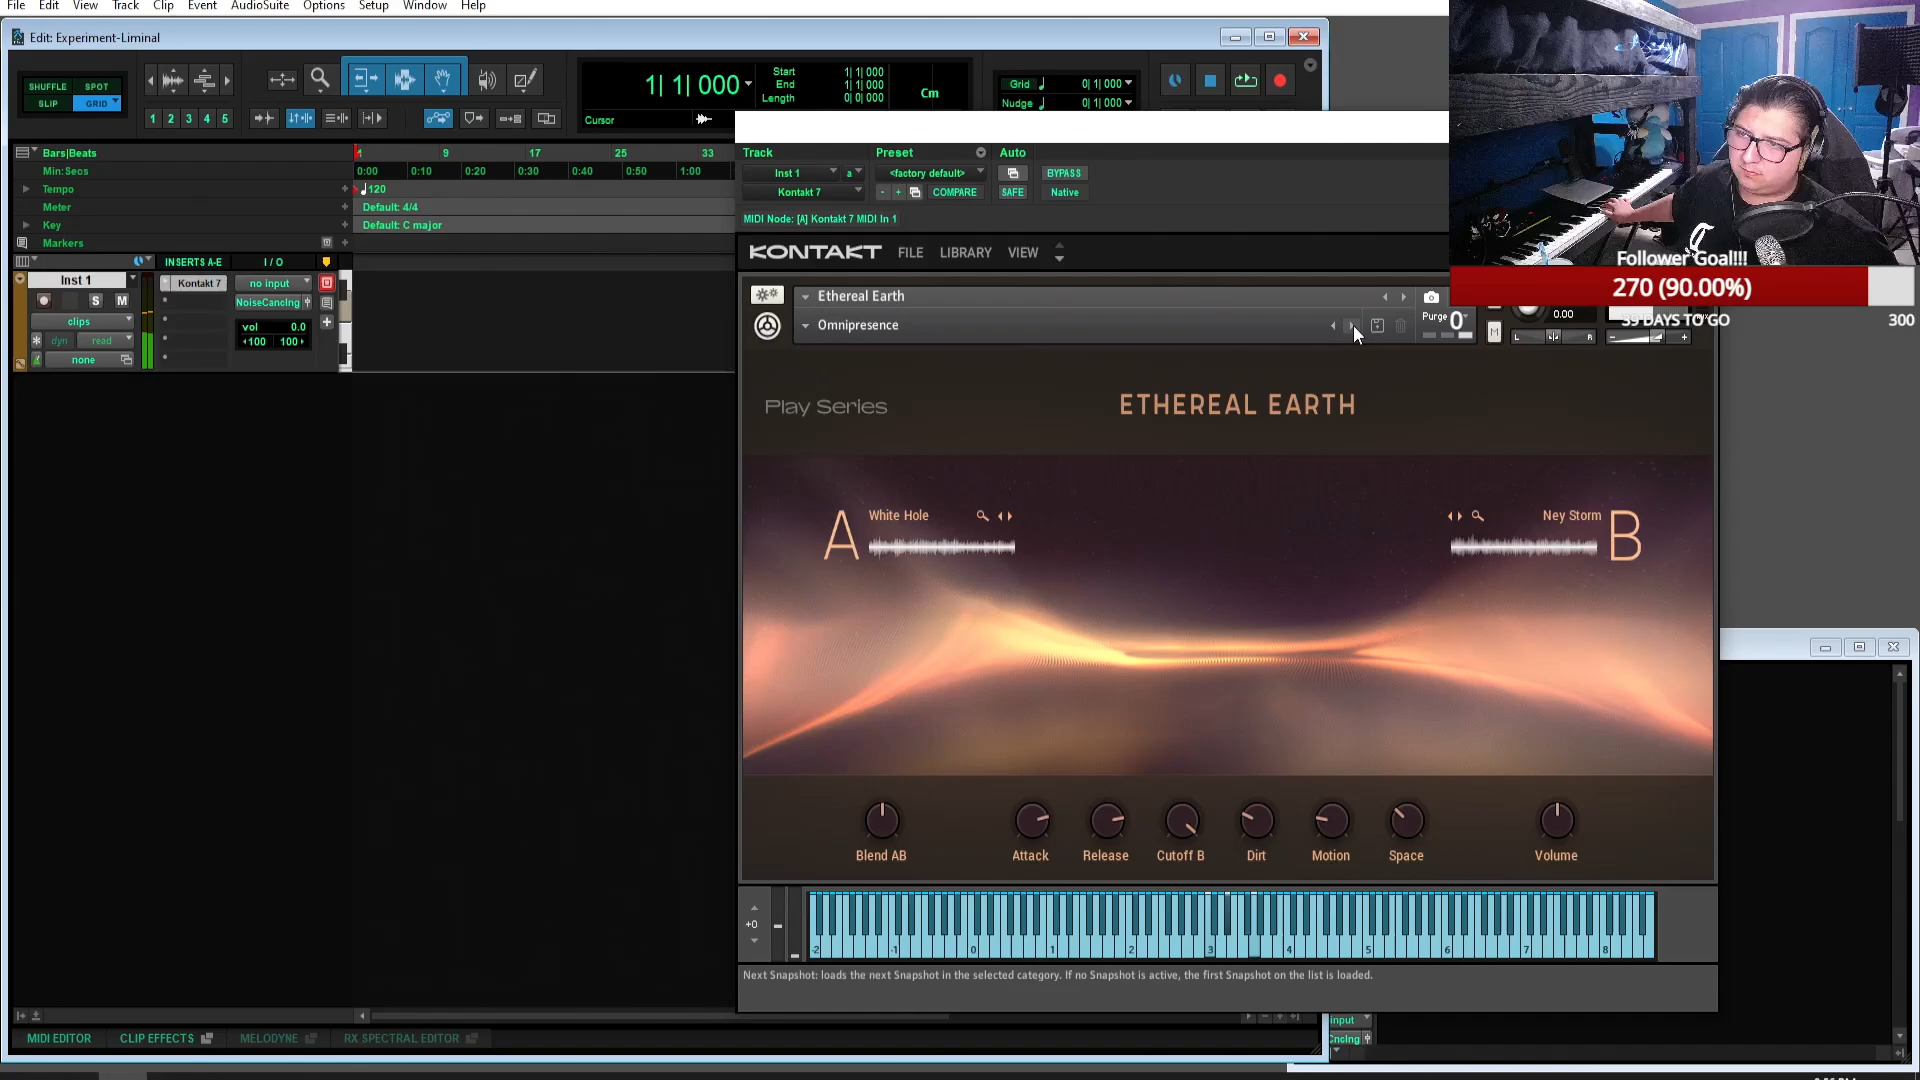 File Edit View Track Clip Event AudioSuite Options Setup Window Help
Edit: Experiment-Liminal
SHUFFLE SPOT
SLIP GRID
1 2 3 4 5
1| 1| 000
Start 1| 1| 000
End 1| 1| 000
Length 0| 0| 000
Cm
Cursor
Grid 0| 1| 000
Nudge 0| 1| 000
Bars|Beats
1 9 17 25 33
Min:Secs
0:00 0:10 0:20 0:30 0:40 0:50 1:00
Tempo
120
Meter
Default: 4/4
Key
Default: C major
Markers
INSERTS A-E
I / O
Inst 1
Kontakt 7
no input
S M
NoiseCancIng
clips
vol 0.0
dyn read
100 100
none
Track
Preset
Auto
Inst 1
a
<factory default>
BYPASS
Kontakt 7
- + COMPARE
SAFE
Native
MIDI Node: [A] Kontakt 7 MIDI In 1
KONTAKT FILE LIBRARY VIEW
Ethereal Earth
Omnipresence
Purge
0.00
M
L R
- +
Follower Goal!!!
270 (90.00%)
0
39 DAYS TO GO
300
Play Series
ETHEREAL EARTH
A
White Hole
Ney Storm
B
Blend AB
Attack
Release
Cutoff B
Dirt
Motion
Space
Volume
+0
-2 -1 0 1 2 3 4 5 6 7 8
Next Snapshot: loads the next Snapshot in the selected category. If no Snapshot is active, the first Snapshot on the list is loaded.
MIDI EDITOR
CLIP EFFECTS
MELODYNE
RX SPECTRAL EDITOR
input
CncIng